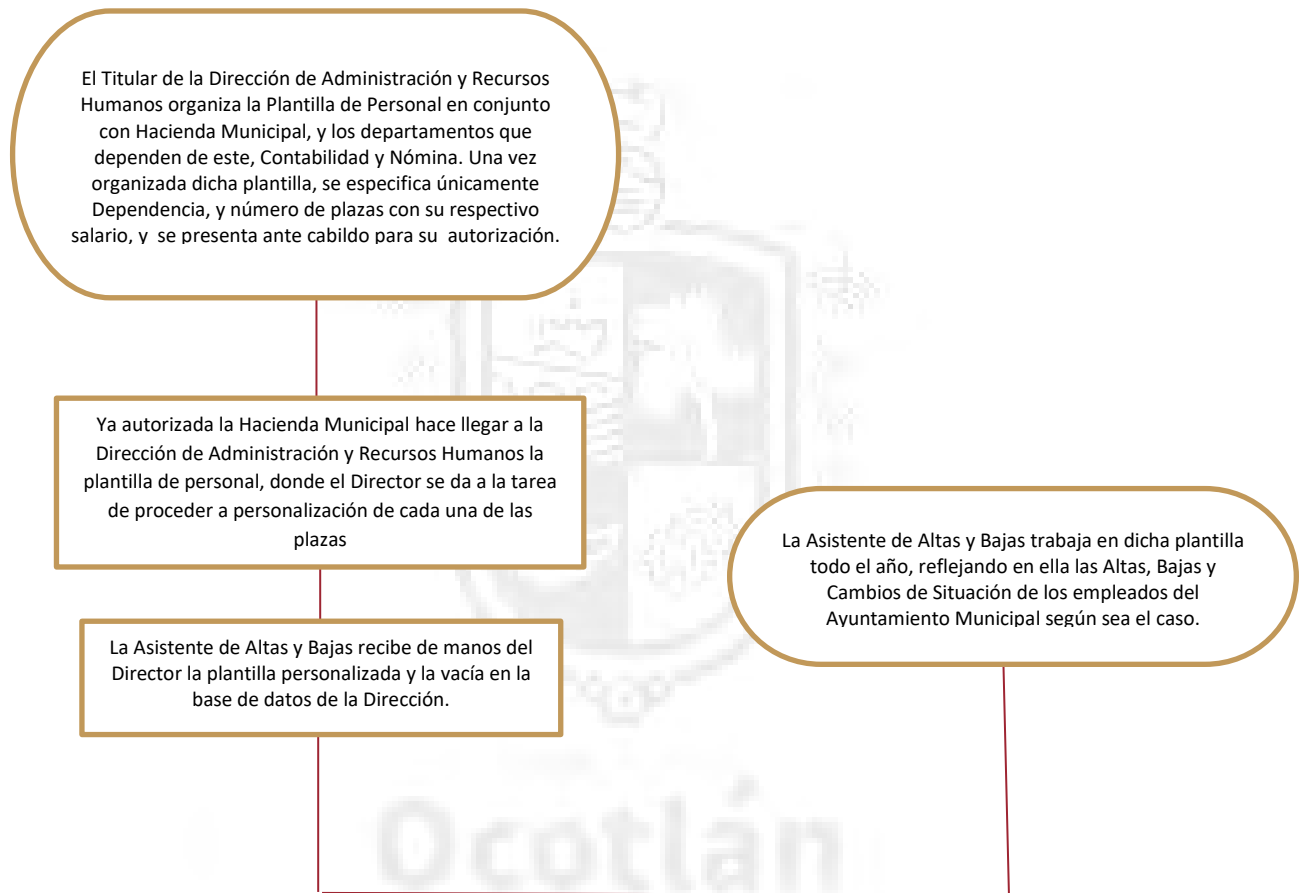 El Titular de la Dirección de Administración y Recursos
Humanos organiza la Plantilla de Personal en conjunto
con Hacienda Municipal, y los departamentos que
dependen de este, Contabilidad y Nómina. Una vez
organizada dicha plantilla, se especifica únicamente
Dependencia, y número de plazas con su respectivo
salario, y se presenta ante cabildo para su autorización.
Ya autorizada la Hacienda Municipal hace llegar a la
Dirección de Administración y Recursos Humanos la
plantilla de personal, donde el Director se da a la tarea
de proceder a personalización de cada una de las
plazas
La Asistente de Altas y Bajas recibe de manos del
Director la plantilla personalizada y la vacía en la
base de datos de la Dirección.
La Asistente de Altas y Bajas trabaja en dicha plantilla
todo el año, reflejando en ella las Altas, Bajas y
Cambios de Situación de los empleados del
Ayuntamiento Municipal según sea el caso.
Ocotlán